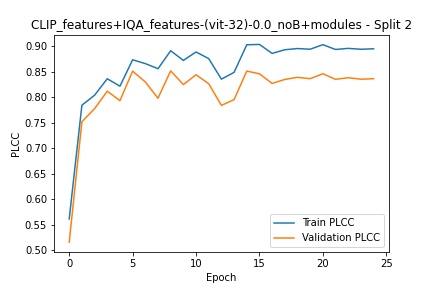 CLIP_features+IQA_features-(vit-32)-0.0_noB+modules - Split 2
0.90
0.85
0.80
0.75
0.70
0.65
0.60
0.55
0.50
PLCC
Train PLCC
Validation PLCC
0 5 10 15 20 25
Epoch